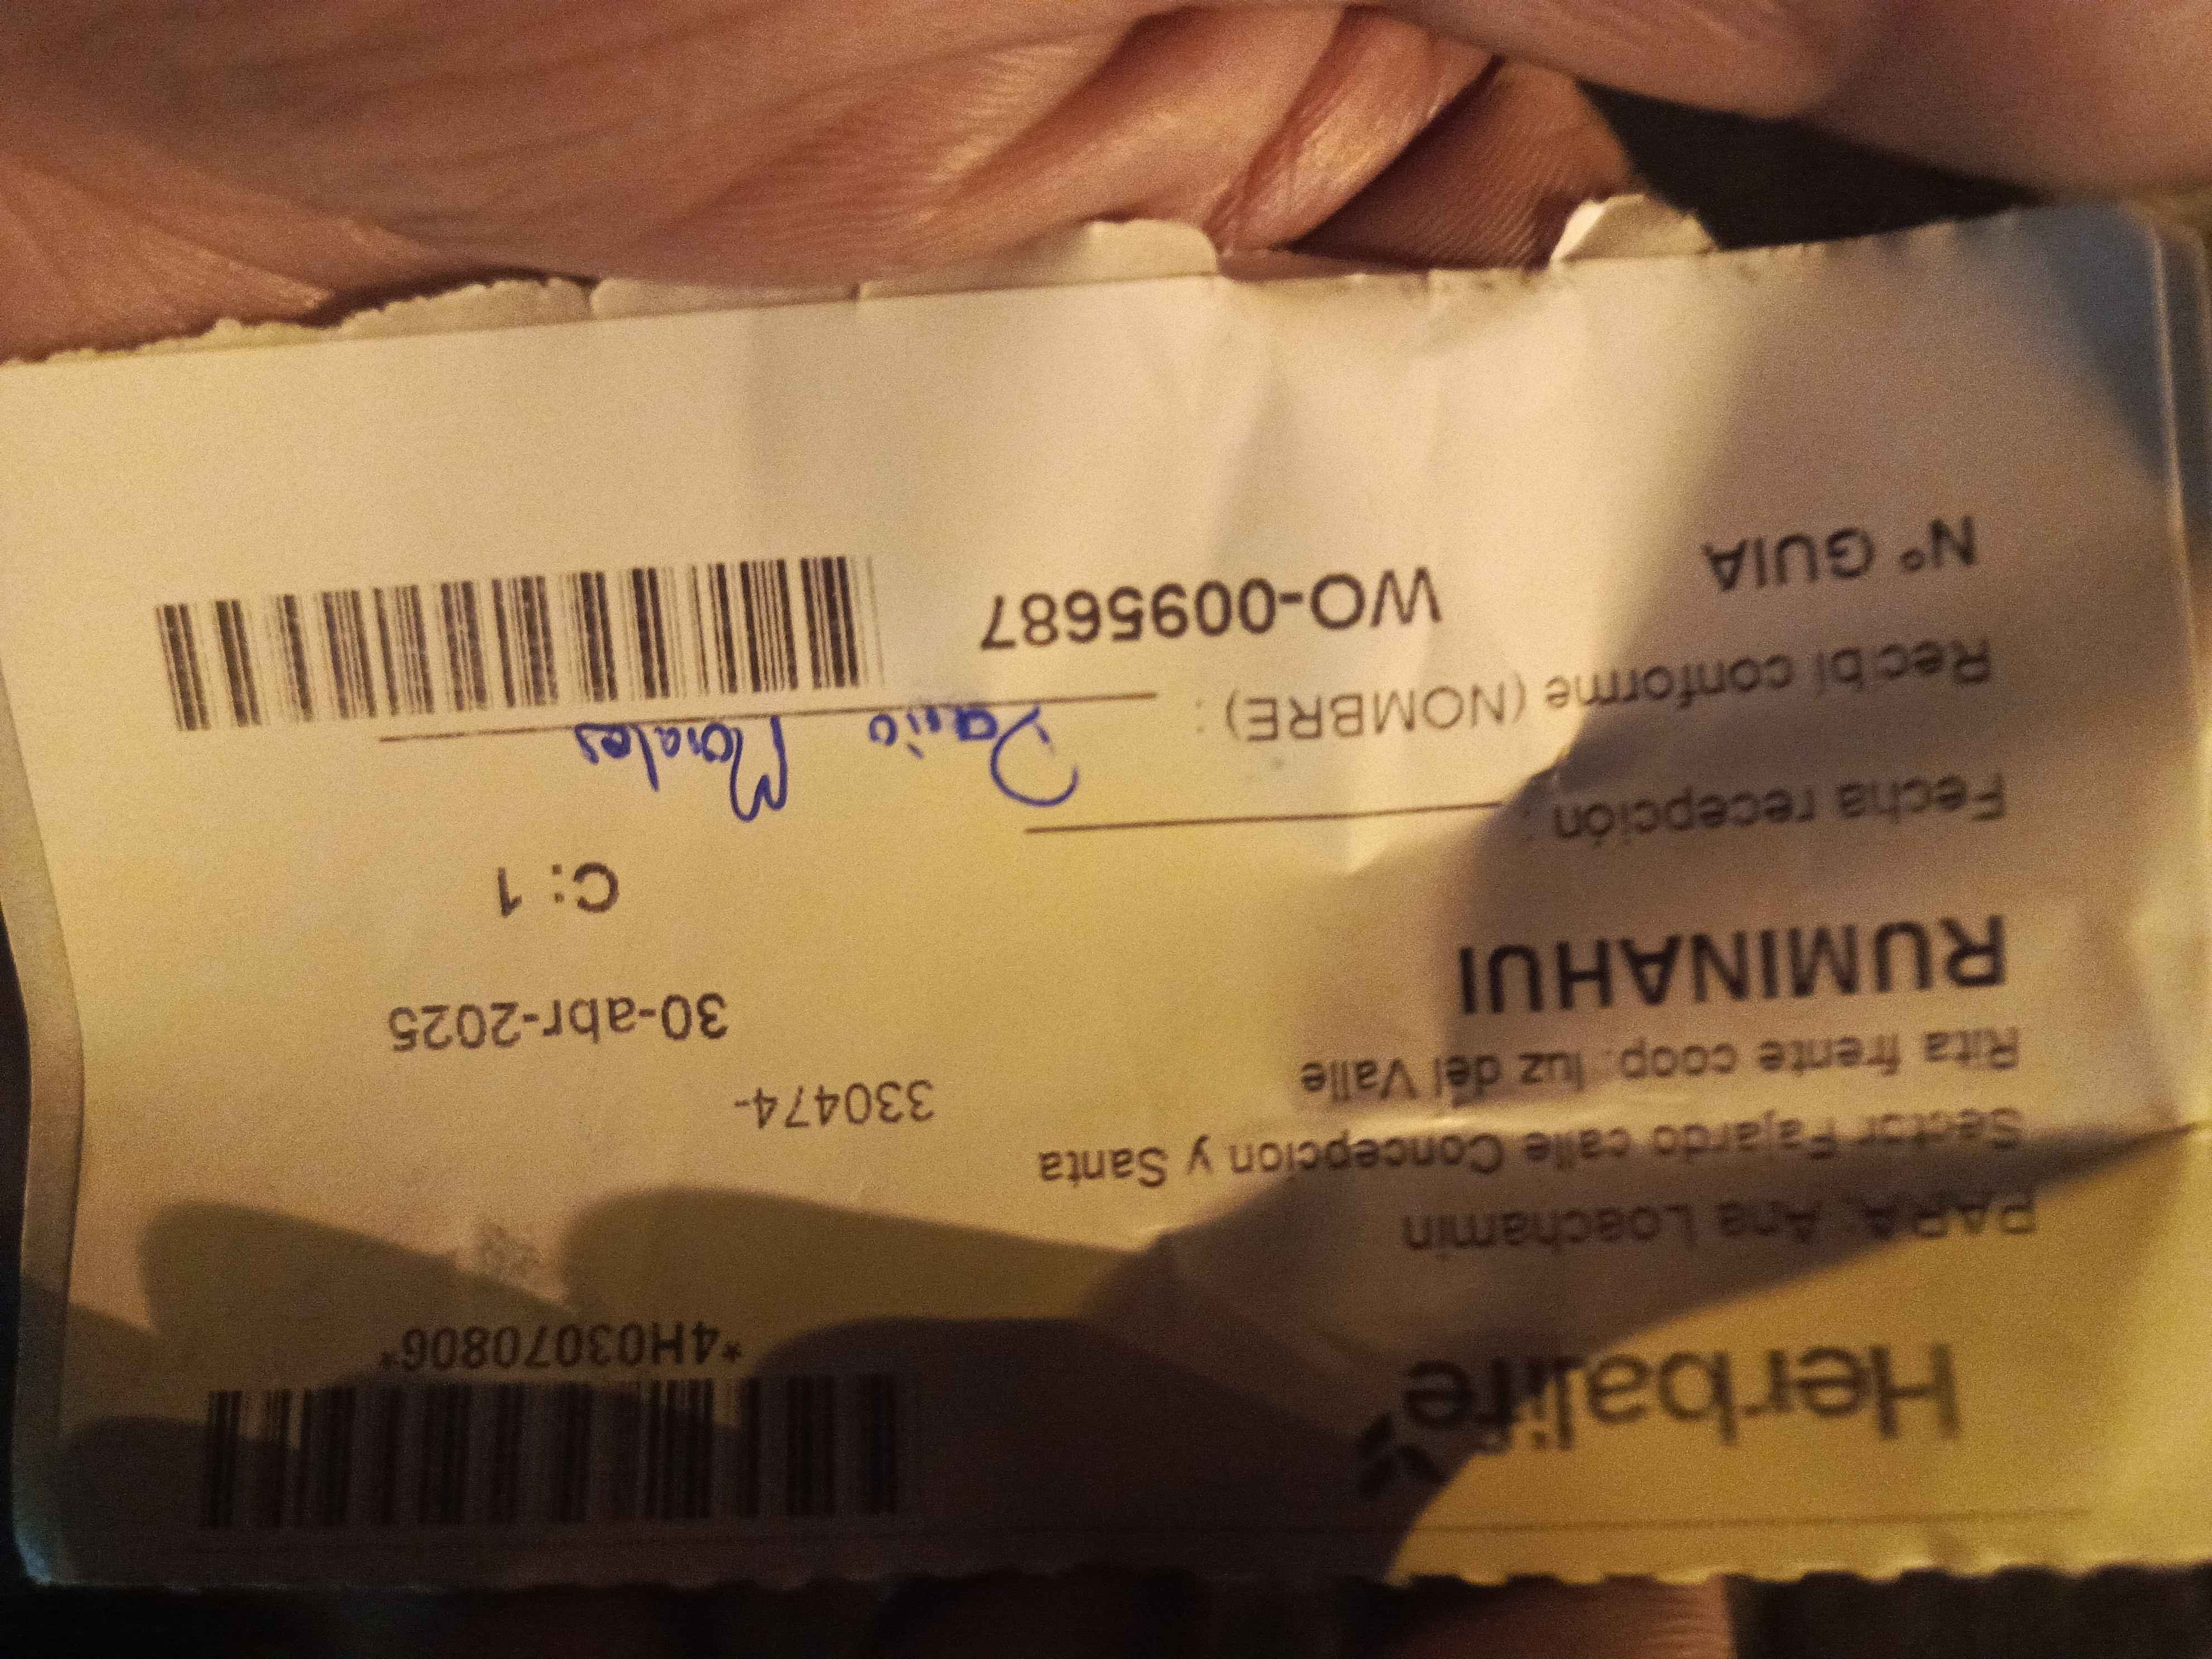 Herbalife
*4H03070806*
PARA: Ana Loachamin
Sector Fajardo calle Concepcion y Santa
Rita frente coop: luz del Valle
330474-
RUMINAHUI
30-abr-2025
C: 1
Fecha recepción :
Recibi conforme (NOMBRE) : Dario Morales
N° GUIA WO-0095687